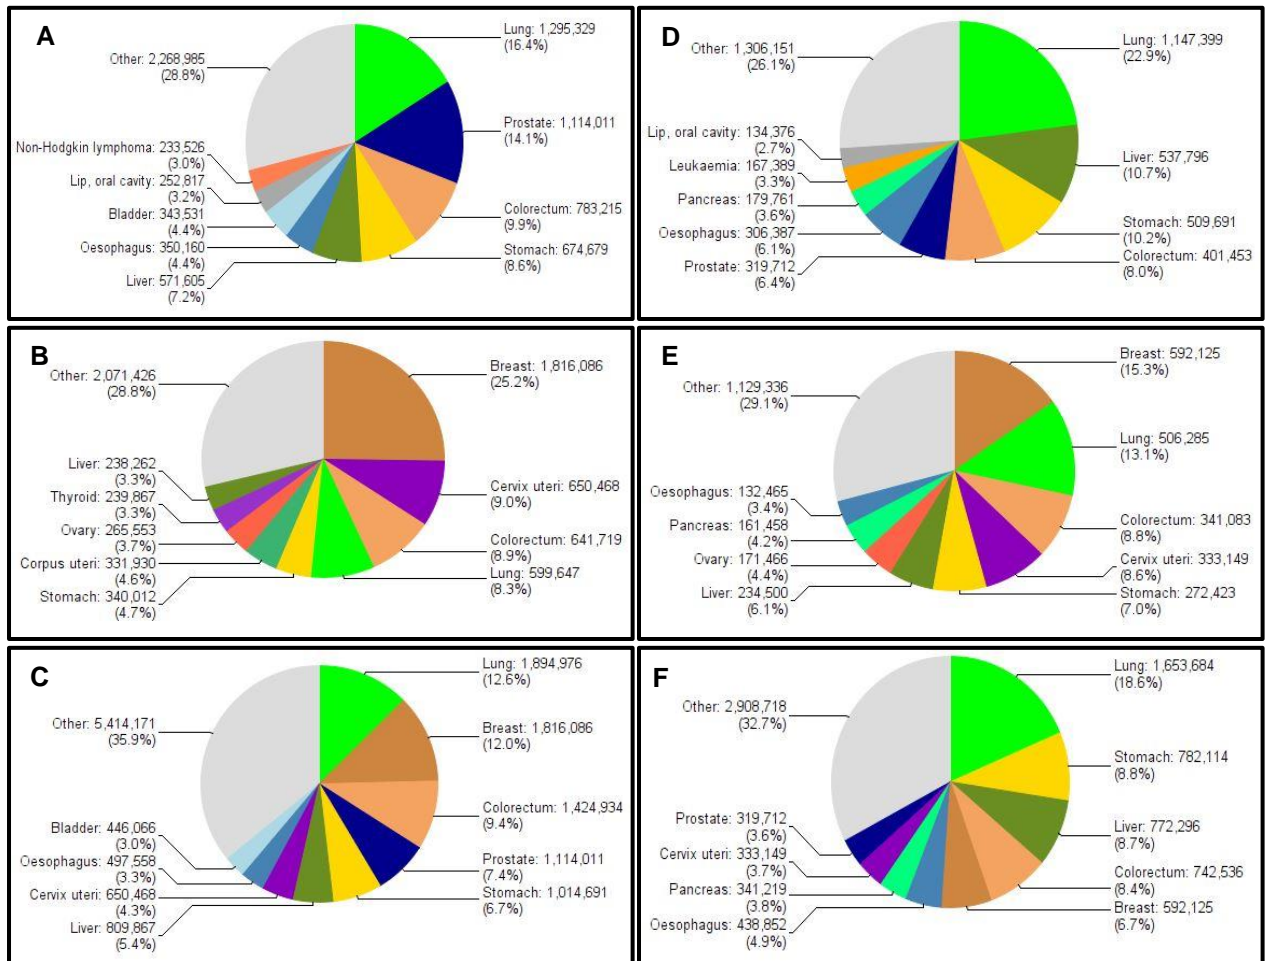 A
Lung: 1,295,329
(16.4%)
Prostate: 1,114,011
(14.1%)
Colorectum: 783,215
(9.9%)
Stomach: 674,679
(8.6%)
Other: 2,268,985
(28.8%)
Non-Hodgkin lymphoma: 233,526
(3.0%)
Lip, oral cavity: 252,817
(3.2%)
Bladder: 343,531
(4.4%)
Oesophagus: 350,160
(4.4%)
Liver: 571,605
(7.2%)
D
Lung: 1,147,399
(22.9%)
Liver: 537,796
(10.7%)
Stomach: 509,691
(10.2%)
Colorectum: 401,453
(8.0%)
Other: 1,306,151
(26.1%)
Lip, oral cavity: 134,376
(2.7%)
Leukaemia: 167,389
(3.3%)
Pancreas: 179,761
(3.6%)
Oesophagus: 306,387
(6.1%)
Prostate: 319,712
(6.4%)
B
Breast: 1,816,086
(25.2%)
Cervix uteri: 650,468
(9.0%)
Colorectum: 641,719
(8.9%)
Lung: 599,647
(8.3%)
Other: 2,071,426
(28.8%)
Liver: 238,262
(3.3%)
Thyroid: 239,867
(3.3%)
Ovary: 265,553
(3.7%)
Corpus uteri: 331,930
(4.6%)
Stomach: 340,012
(4.7%)
E
Breast: 592,125
(15.3%)
Lung: 506,285
(13.1%)
Colorectum: 341,083
(8.8%)
Cervix uteri: 333,149
(8.6%)
Stomach: 272,423
(7.0%)
Other: 1,129,336
(29.1%)
Oesophagus: 132,465
(3.4%)
Pancreas: 161,458
(4.2%)
Ovary: 171,466
(4.4%)
Liver: 234,500
(6.1%)
C
Lung: 1,894,976
(12.6%)
Breast: 1,816,086
(12.0%)
Colorectum: 1,424,934
(9.4%)
Prostate: 1,114,011
(7.4%)
Stomach: 1,014,691
(6.7%)
Other: 5,414,171
(35.9%)
Bladder: 446,066
(3.0%)
Oesophagus: 497,558
(3.3%)
Cervix uteri: 650,468
(4.3%)
Liver: 809,867
(5.4%)
F
Lung: 1,653,684
(18.6%)
Stomach: 782,114
(8.8%)
Liver: 772,296
(8.7%)
Colorectum: 742,536
(8.4%)
Breast: 592,125
(6.7%)
Other: 2,908,718
(32.7%)
Prostate: 319,712
(3.6%)
Cervix uteri: 333,149
(3.7%)
Pancreas: 341,219
(3.8%)
Oesophagus: 438,852
(4.9%)